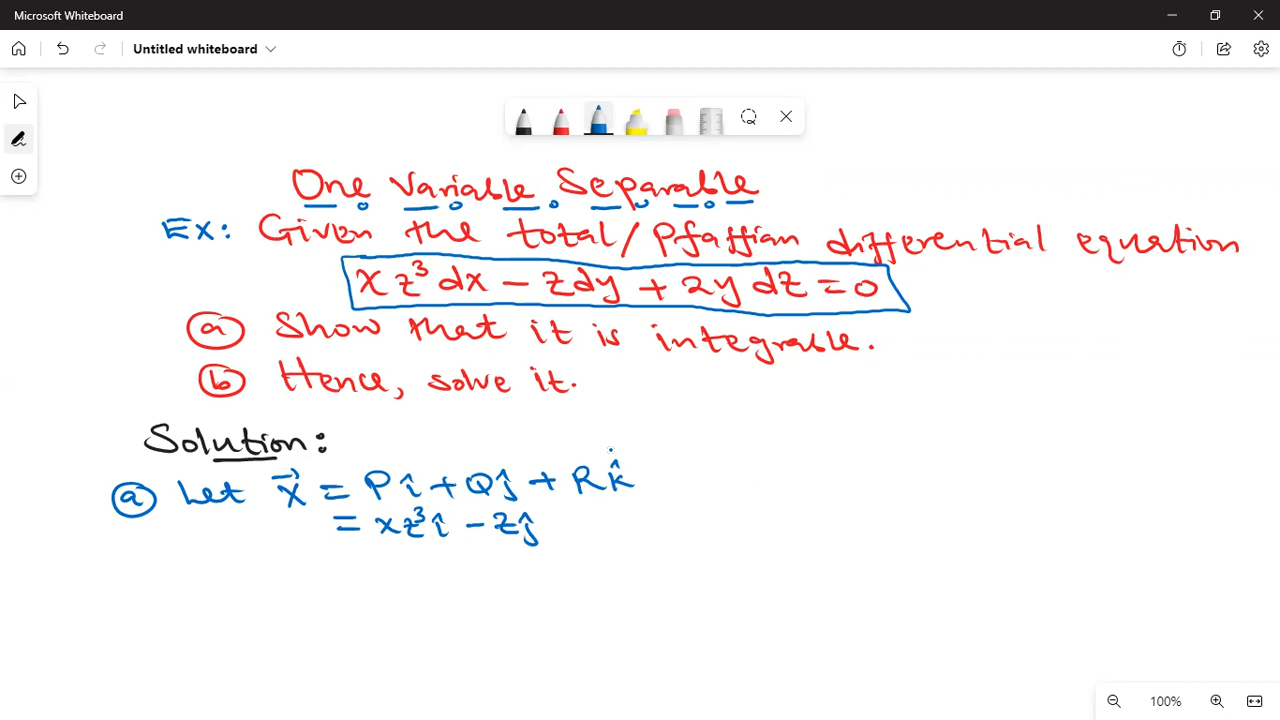 Microsoft Whiteboard
Untitled whiteboard
One Variable Separable
Ex: Given the total/Pfaffian differential equation
xz³dx − zdy + 2y dz = 0
ⓐ Show that it is integrable.
ⓑ Hence, solve it.
Solution:
ⓐ Let X⃗ = Pî + Qĵ + Rk̂
= xz³î − zĵ
100%